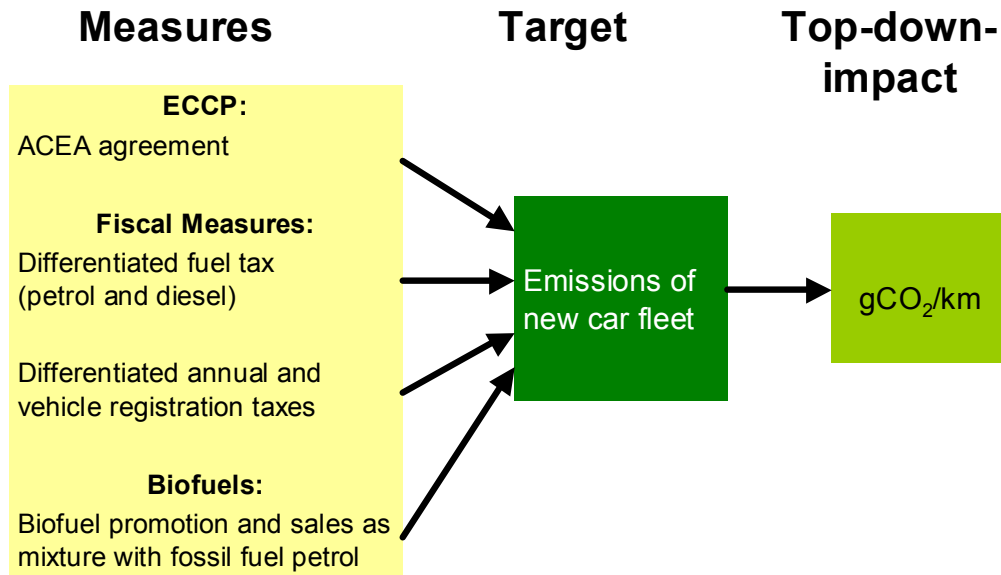 Measures
Target
Top-down-
impact
ECCP:
ACEA agreement
Fiscal Measures:
Differentiated fuel tax
(petrol and diesel)
Differentiated annual and
vehicle registration taxes
Biofuels:
Biofuel promotion and sales as
mixture with fossil fuel petrol
Emissions of
new car fleet
gCO₂/km